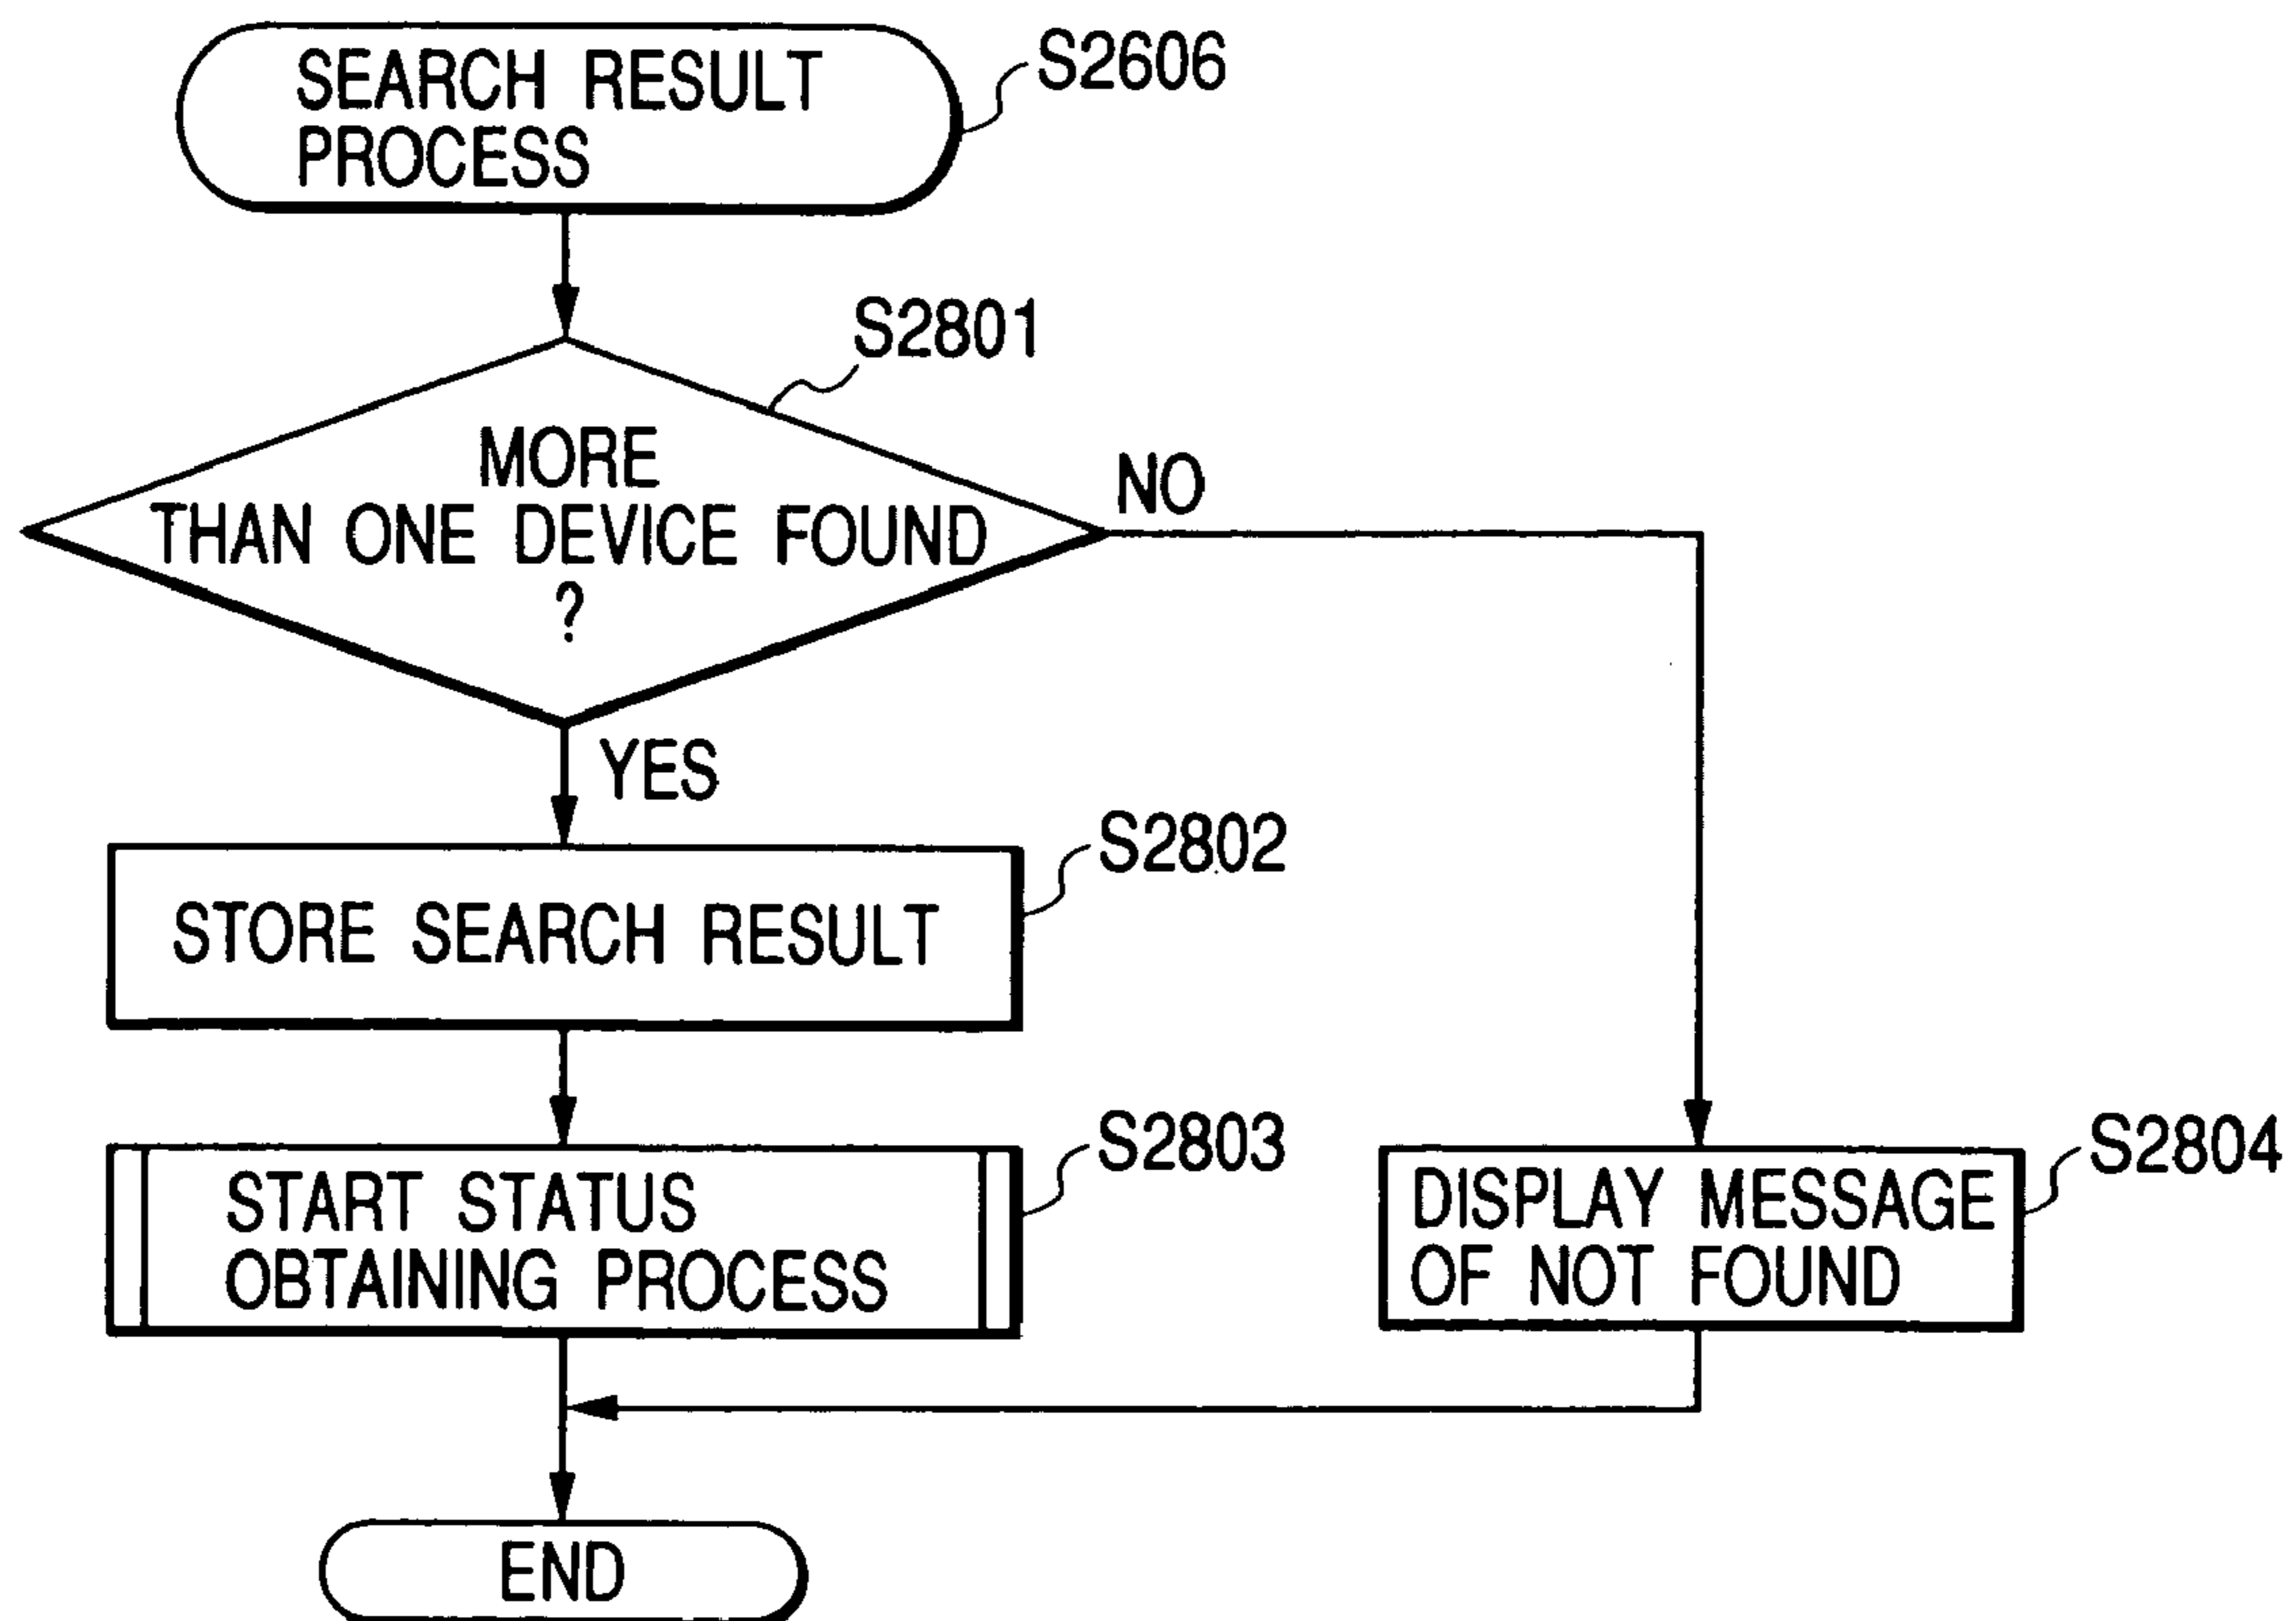 SEARCH RESULT
PROCESS
S2606
S2801
MORE
THAN ONE DEVICE FOUND
?
NO
YES
S2802
STORE SEARCH RESULT
S2803
START STATUS
OBTAINING PROCESS
S2804
DISPLAY MESSAGE
OF NOT FOUND
END